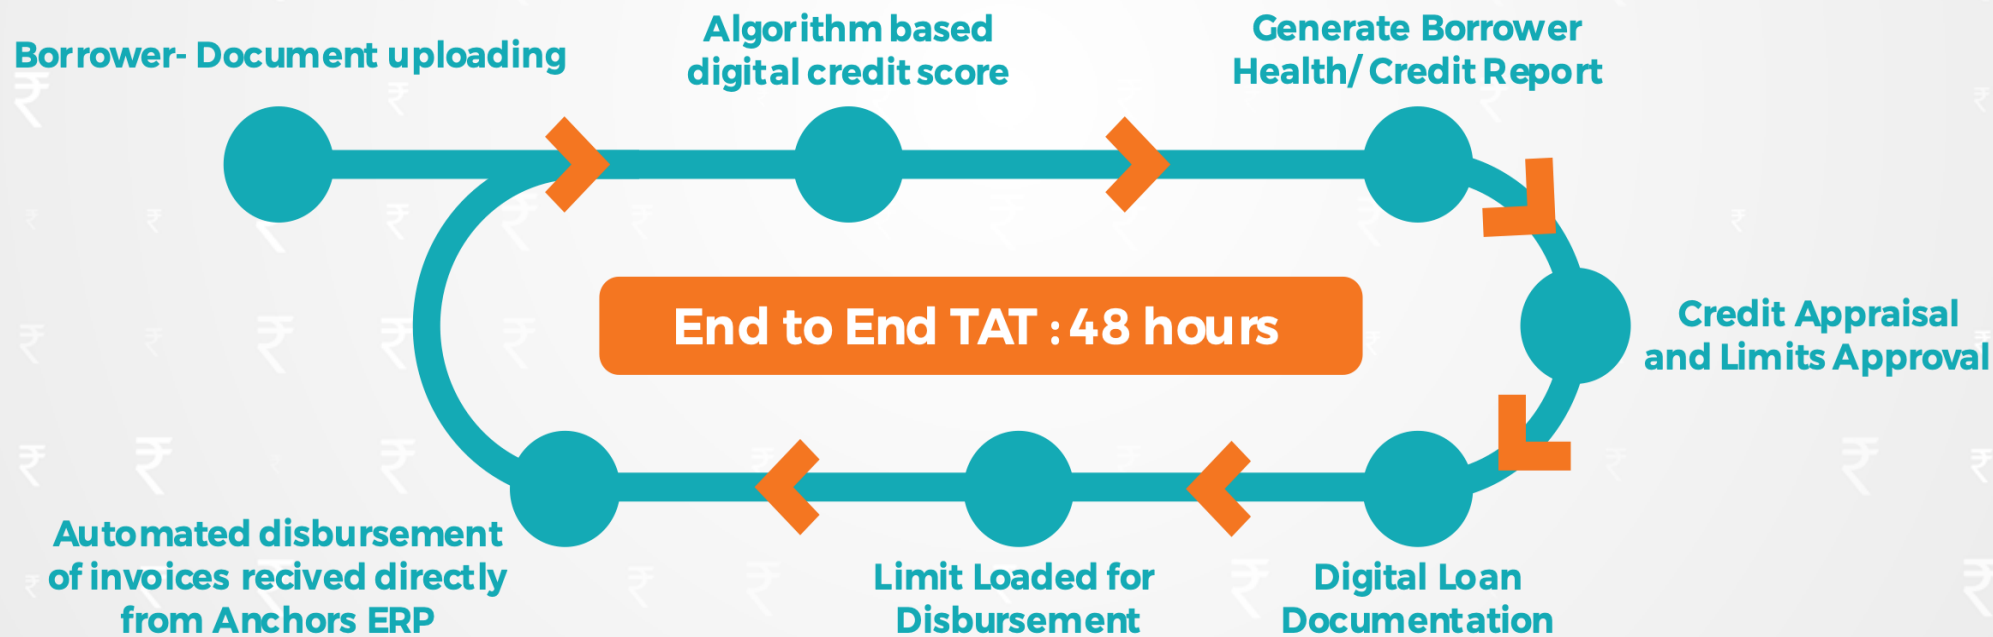 Borrower- Document uploading
Algorithm based
digital credit score
Generate Borrower
Health/ Credit Report
End to End TAT : 48 hours
Credit Appraisal
and Limits Approval
Automated disbursement
of invoices recived directly
from Anchors ERP
Limit Loaded for
Disbursement
Digital Loan
Documentation